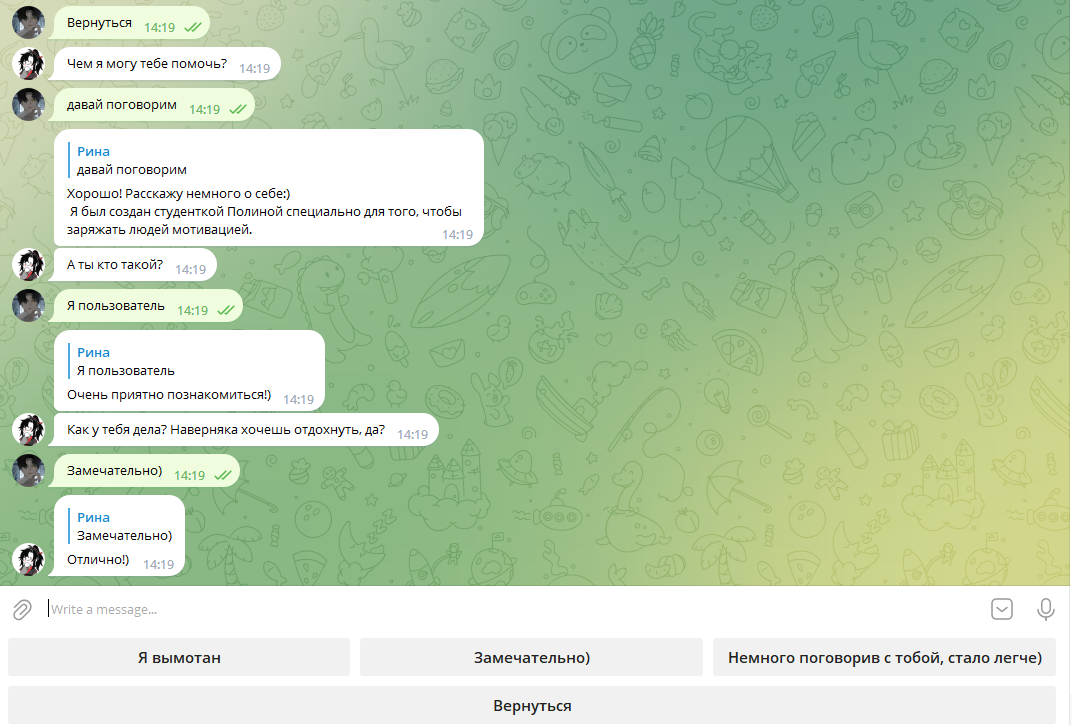 Вернуться 14:19
Чем я могу тебе помочь? 14:19
давай поговорим 14:19
Рина
давай поговорим
Хорошо! Расскажу немного о себе:)
Я был создан студенткой Полиной специально для того, чтобы
заряжать людей мотивацией. 14:19
А ты кто такой? 14:19
Я пользователь 14:19
Рина
Я пользователь
Очень приятно познакомиться!) 14:19
Как у тебя дела? Наверняка хочешь отдохнуть, да? 14:19
Замечательно) 14:19
Рина
Замечательно)
Отлично!) 14:19
Write a message...
Я вымотан
Замечательно)
Немного поговорив с тобой, стало легче)
Вернуться